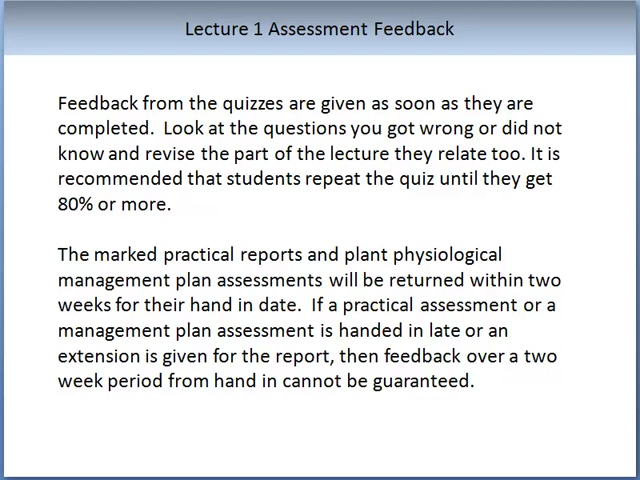 Lecture 1 Assessment Feedback
Feedback from the quizzes are given as soon as they are
completed.  Look at the questions you got wrong or did not
know and revise the part of the lecture they relate too. It is
recommended that students repeat the quiz until they get
80% or more.
The marked practical reports and plant physiological
management plan assessments will be returned within two
weeks for their hand in date.  If a practical assessment or a
management plan assessment is handed in late or an
extension is given for the report, then feedback over a two
week period from hand in cannot be guaranteed.